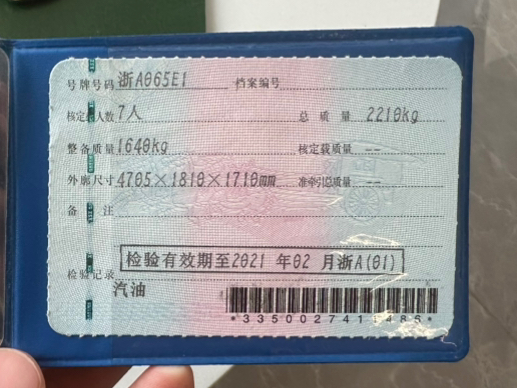 号牌号码 浙A065E1 档案编号
核定人数 7人 总质量 2210kg
整备质量 1640kg 核定载质量 --
外廓尺寸 4705×1810×1710mm 准牵引总质量 --
备注
检验有效期至2021年02月浙A(01)
检验记录
汽油